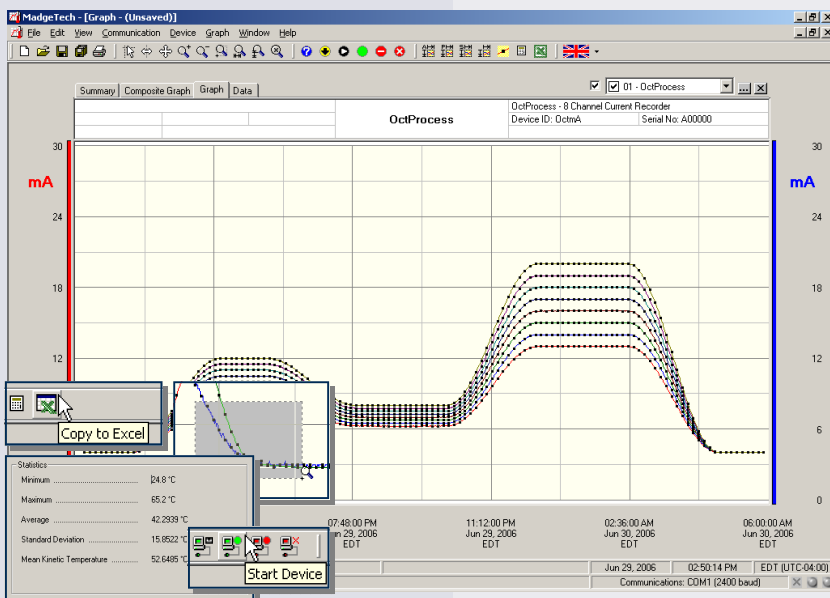 MadgeTech - [Graph - (Unsaved)]
File Edit View Communication Device Graph Window Help
Summary Composite Graph Graph Data
01 - OctProcess
OctProcess
OctProcess - 8 Channel Current Recorder
Device ID: OctmA Serial No: A00000
30 30
mA mA
24 24
18 18
12 12
6
0
Copy to Excel
Statistics
Minimum 24.8 °C
Maximum 65.2 °C
Average 42.2939 °C
Standard Deviation 15.8522 °C
Mean Kinetic Temperature 52.6485 °C
Start Device
07:48:00 PM 11:12:00 PM 02:36:00 AM 06:00:00 AM
Jun 29, 2006 Jun 29, 2006 Jun 30, 2006 Jun 30, 2006
EDT EDT EDT EDT
Jun 29, 2006 02:50:14 PM EDT (UTC-04:00)
Communications: COM1 (2400 baud)